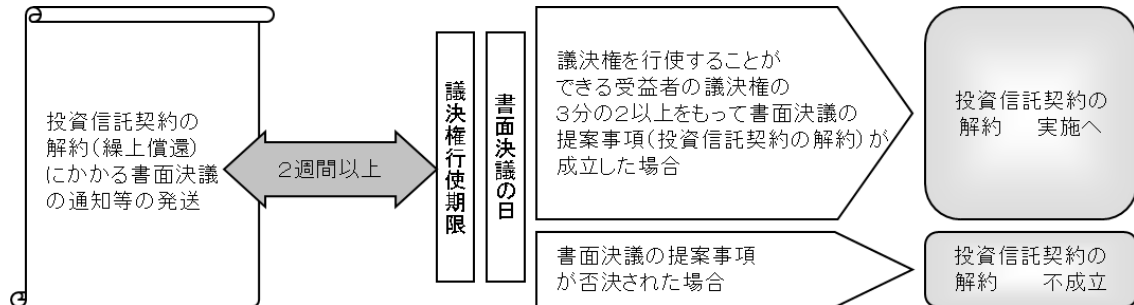 投資信託契約の
解約(繰上償還)
にかかる書面決議
の通知等の発送
2週間以上
議決権行使期限
書面決議の日
議決権を行使することが
できる受益者の議決権の
3分の2以上をもって書面決議の
提案事項(投資信託契約の解約)が
成立した場合
投資信託契約の
解約　実施へ
書面決議の提案事項
が否決された場合
投資信託契約の
解約　不成立